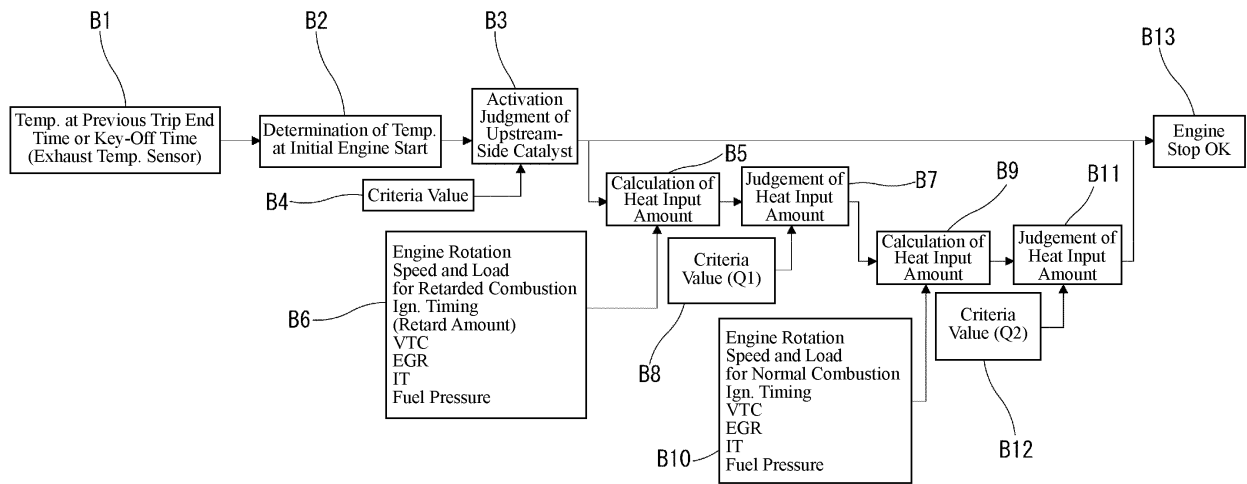 B1
B2
B3
B13
Temp. at Previous Trip End
Time or Key-Off Time
(Exhaust Temp. Sensor)
Determination of Temp.
at Initial Engine Start
Activation
Judgment of
Upstream-
Side Catalyst
Engine
Stop OK
B4
Criteria Value
B5
Calculation of
Heat Input
Amount
B7
Judgement of
Heat Input
Amount
B9
Calculation of
Heat Input
Amount
B11
Judgement of
Heat Input
Amount
B6
Engine Rotation
Speed and Load
for Retarded Combustion
Ign. Timing
(Retard Amount)
VTC
EGR
IT
Fuel Pressure
Criteria
Value (Q1)
B8
B10
Engine Rotation
Speed and Load
for Normal Combustion
Ign. Timing
VTC
EGR
IT
Fuel Pressure
Criteria
Value (Q2)
B12